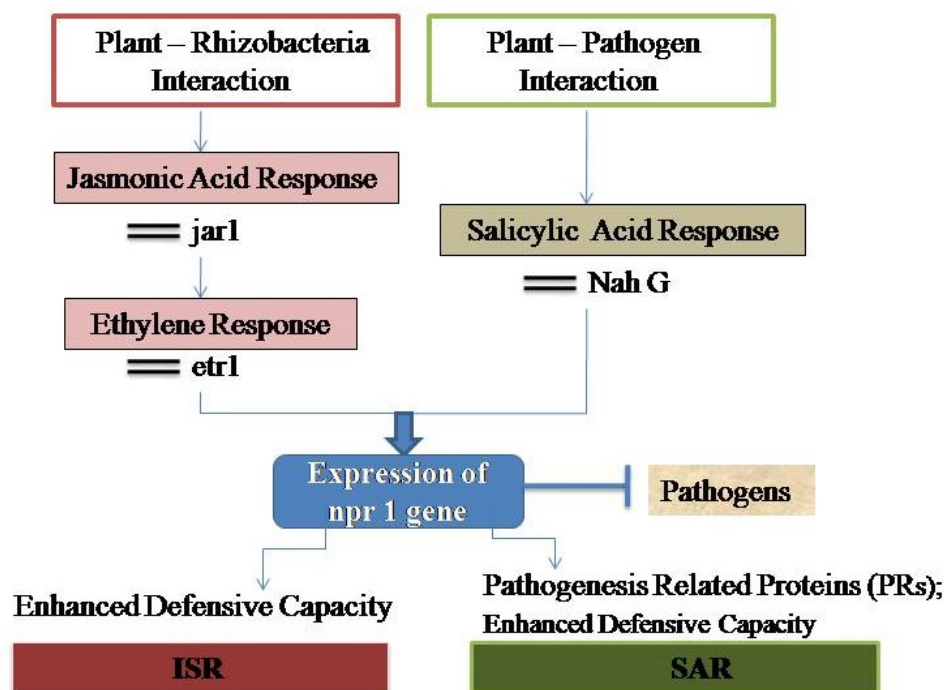 Plant – Rhizobacteria
Interaction
Plant – Pathogen
Interaction
Jasmonic Acid Response
jar1
Salicylic Acid Response
Nah G
Ethylene Response
etr1
Expression of
npr 1 gene
Pathogens
Enhanced Defensive Capacity
Pathogenesis Related Proteins (PRs);
Enhanced Defensive Capacity
ISR
SAR